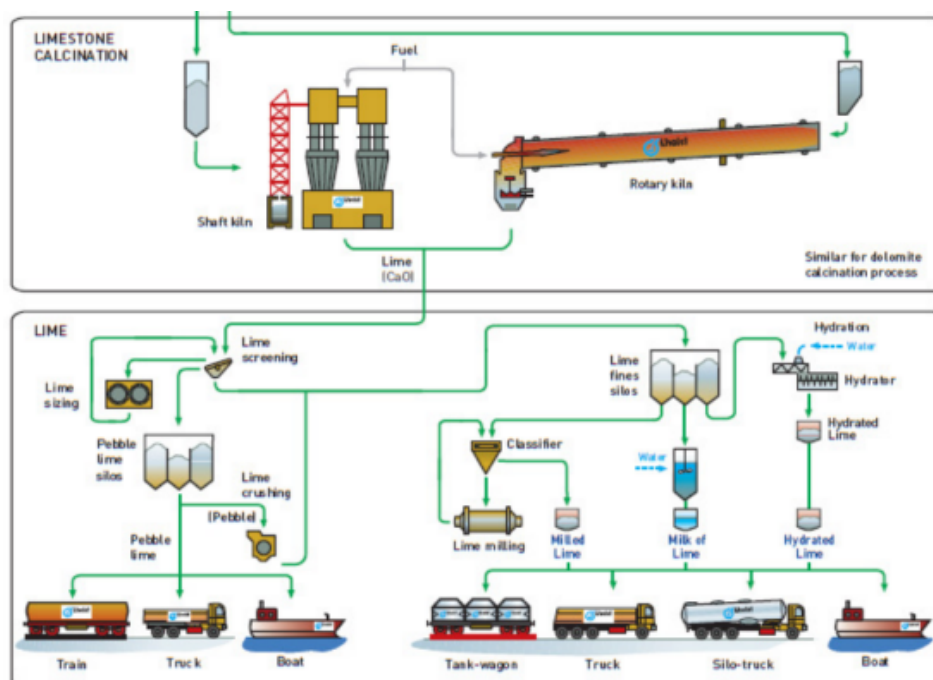 LIMESTONE
CALCINATION
Fuel
Shaft kiln
Rotary kiln
Lime
(CaO)
Similar for dolomite
calcination process
LIME
Lime
screening
Lime
sizing
Pebble
lime silos
Lime
crushing
(Pebble)
Pebble
lime
Lime
fines
silos
Hydration
Water
Hydrator
Hydrated
Lime
Classifier
Water
Lime milling
Milled
Lime
Milk of
Lime
Hydrated
Lime
Train
Truck
Boat
Tank-wagon
Truck
Silo-truck
Boat